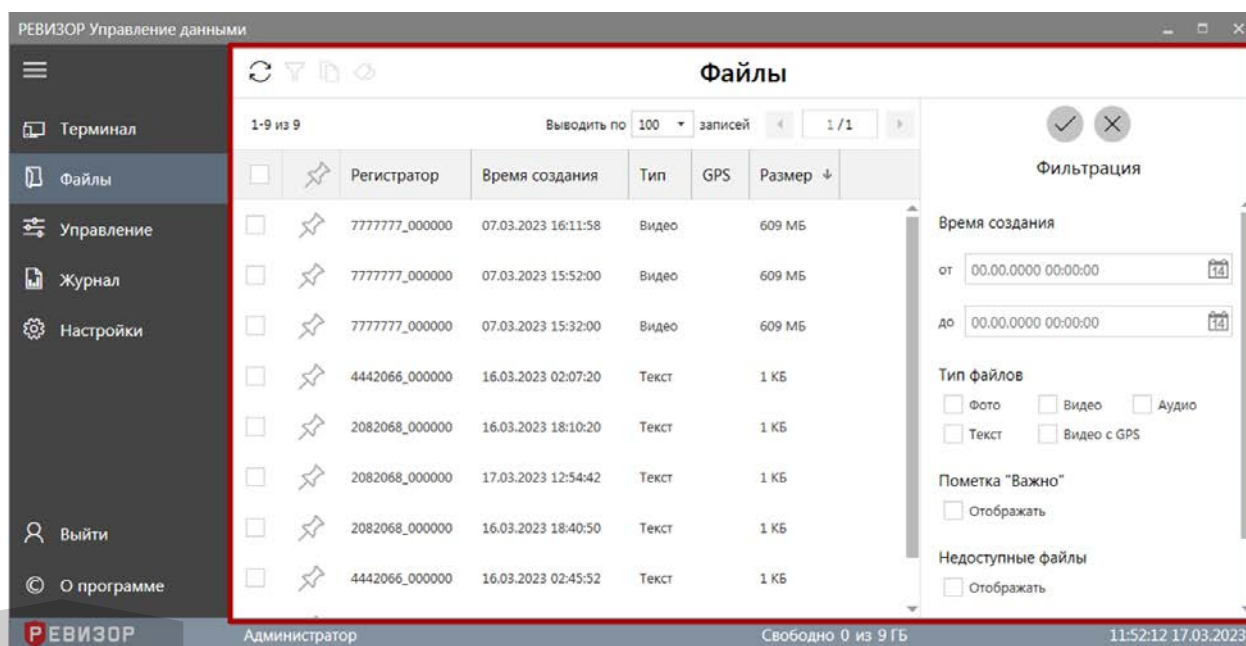 РЕВИЗОР Управление данными
Файлы
Терминал
Файлы
Управление
Журнал
Настройки
Выйти
О программе
1-9 из 9 Выводить по 100 записей 1/1
Регистратор Время создания Тип GPS Размер
7777777_000000 07.03.2023 16:11:58 Видео 609 МБ
7777777_000000 07.03.2023 15:52:00 Видео 609 МБ
7777777_000000 07.03.2023 15:32:00 Видео 609 МБ
4442066_000000 16.03.2023 02:07:20 Текст 1 КБ
2082068_000000 16.03.2023 18:10:20 Текст 1 КБ
2082068_000000 17.03.2023 12:54:42 Текст 1 КБ
2082068_000000 16.03.2023 18:40:50 Текст 1 КБ
4442066_000000 16.03.2023 02:45:52 Текст 1 КБ
Фильтрация
Время создания
от 00.00.0000 00:00:00 14
до 00.00.0000 00:00:00 14
Тип файлов
Фото Видео Аудио
Текст Видео с GPS
Пометка "Важно"
Отображать
Недоступные файлы
Отображать
РЕВИЗОР Администратор Свободно 0 из 9 ГБ 11:52:12 17.03.2023